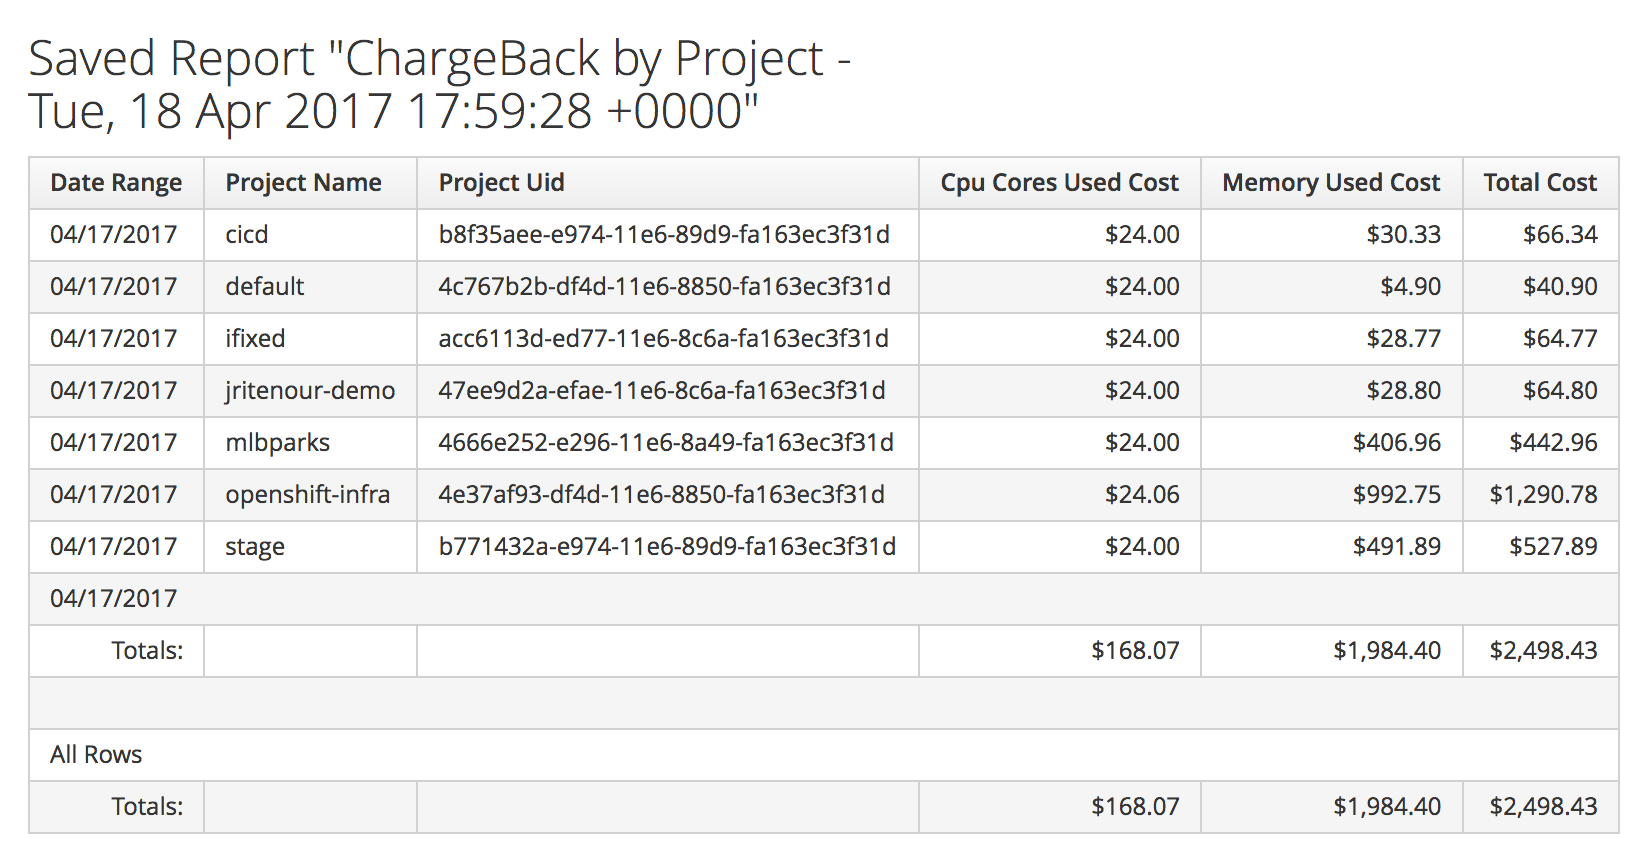 Saved Report "ChargeBack by Project -
Tue, 18 Apr 2017 17:59:28 +0000"
Date Range Project Name Project Uid Cpu Cores Used Cost Memory Used Cost Total Cost
04/17/2017 cicd b8f35aee-e974-11e6-89d9-fa163ec3f31d $24.00 $30.33 $66.34
04/17/2017 default 4c767b2b-df4d-11e6-8850-fa163ec3f31d $24.00 $4.90 $40.90
04/17/2017 ifixed acc6113d-ed77-11e6-8c6a-fa163ec3f31d $24.00 $28.77 $64.77
04/17/2017 jritenour-demo 47ee9d2a-efae-11e6-8c6a-fa163ec3f31d $24.00 $28.80 $64.80
04/17/2017 mlbparks 4666e252-e296-11e6-8a49-fa163ec3f31d $24.00 $406.96 $442.96
04/17/2017 openshift-infra 4e37af93-df4d-11e6-8850-fa163ec3f31d $24.06 $992.75 $1,290.78
04/17/2017 stage b771432a-e974-11e6-89d9-fa163ec3f31d $24.00 $491.89 $527.89
04/17/2017
Totals: $168.07 $1,984.40 $2,498.43
All Rows
Totals: $168.07 $1,984.40 $2,498.43